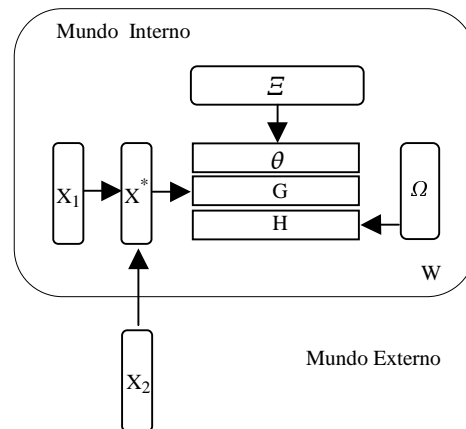 Mundo Interno
Ξ
θ
X₁
X*
G
Ω
H
W
X₂
Mundo Externo